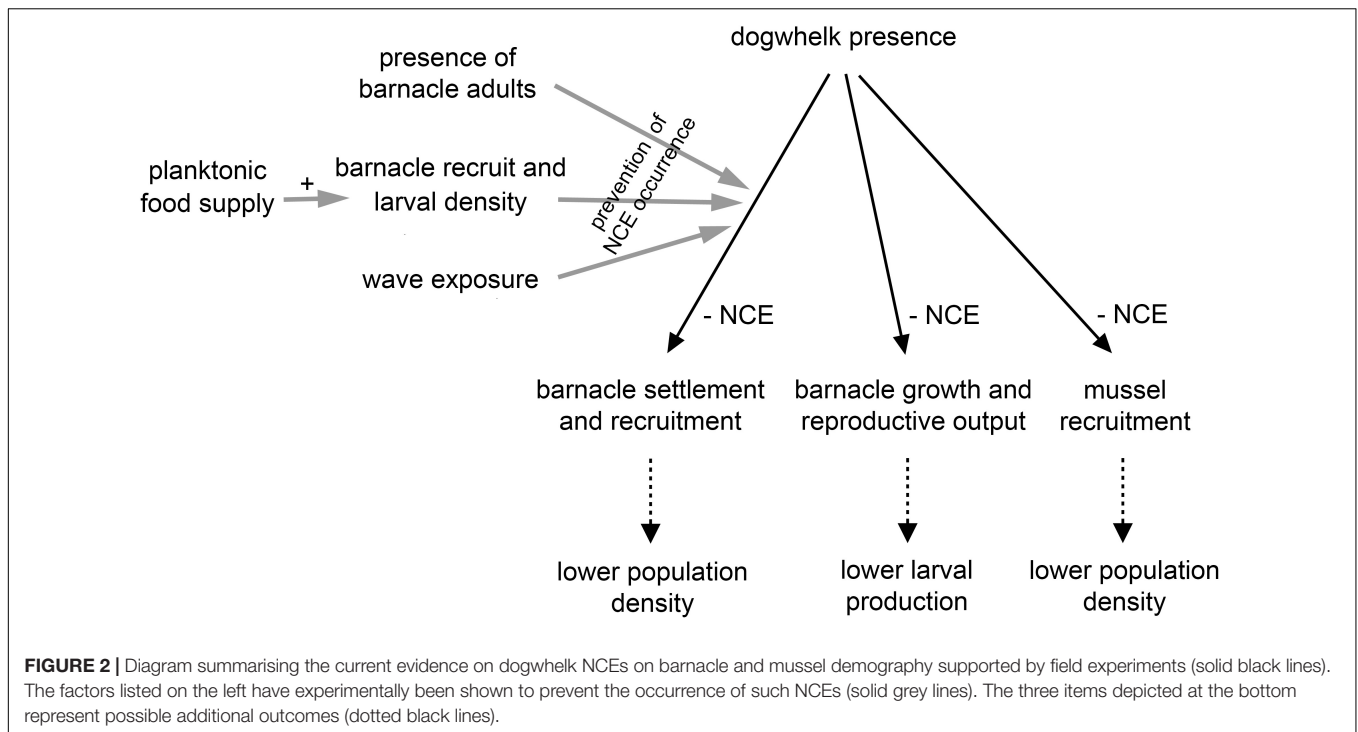 dogwhelk presence
presence of
barnacle adults
planktonic
food supply
+
barnacle recruit and
larval density
wave exposure
prevention of
NCE occurrence
- NCE
- NCE
- NCE
barnacle settlement
and recruitment
barnacle growth and
reproductive output
mussel
recruitment
lower population
density
lower larval
production
lower population
density
FIGURE 2 | Diagram summarising the current evidence on dogwhelk NCEs on barnacle and mussel demography supported by field experiments (solid black lines).
The factors listed on the left have experimentally been shown to prevent the occurrence of such NCEs (solid grey lines). The three items depicted at the bottom
represent possible additional outcomes (dotted black lines).